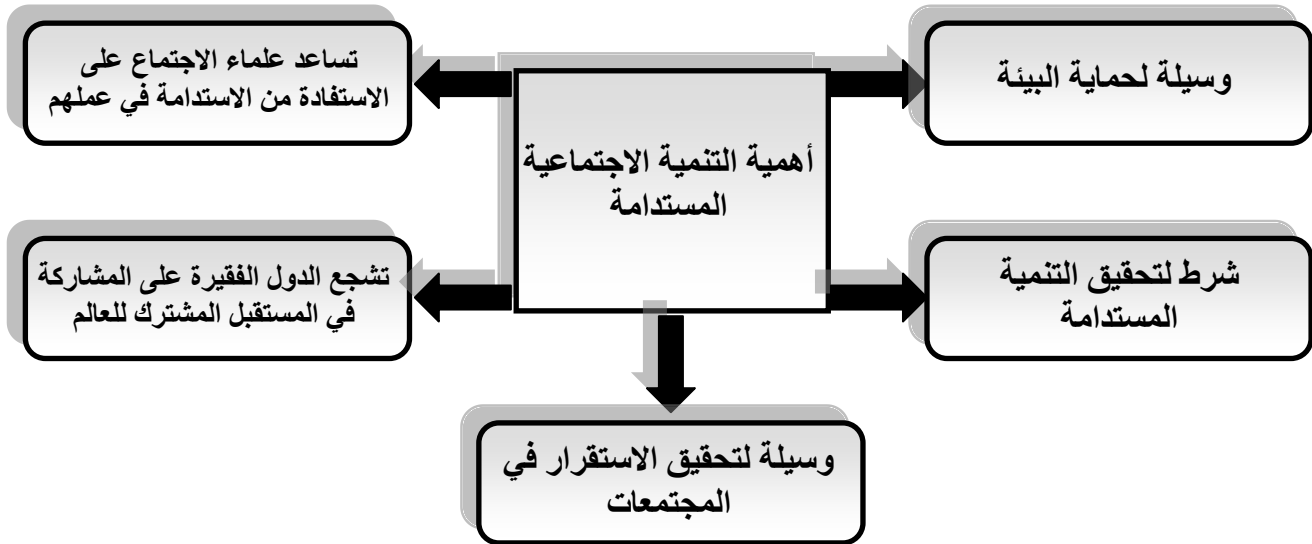 أهمية التنمية الاجتماعية
المستدامة
وسيلة لحماية البيئة
تساعد علماء الاجتماع على
الاستفادة من الاستدامة في عملهم
شرط لتحقيق التنمية
المستدامة
تشجع الدول الفقيرة على المشاركة
في المستقبل المشترك للعالم
وسيلة لتحقيق الاستقرار في
المجتمعات